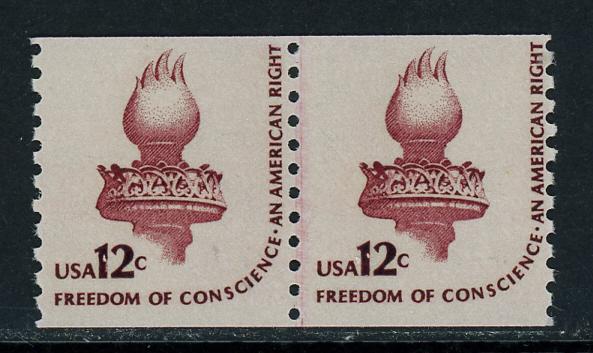 USA 12c
FREEDOM OF CONSCIENCE • AN AMERICAN RIGHT
USA 12c
FREEDOM OF CONSCIENCE • AN AMERICAN RIGHT